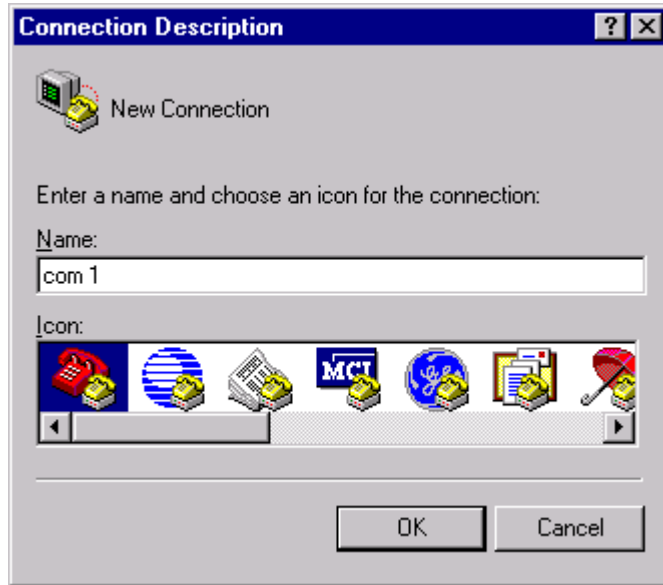 Connection Description
New Connection
Enter a name and choose an icon for the connection:
Name:
com 1
Icon:
MCI
OK
Cancel